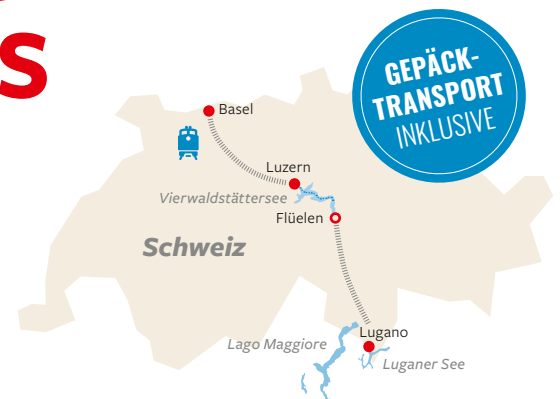 S
GEPÄCK-
TRANSPORT
INKLUSIVE
Basel
Luzern
Vierwaldstättersee
Flüelen
Schweiz
Lugano
Lago Maggiore
Luganer See